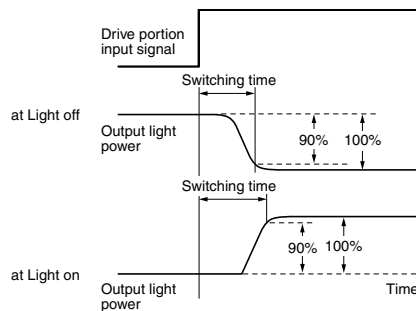 Drive portion
input signal
Switching time
at Light off
Output light
power
90%
100%
Switching time
at Light on
90%
100%
Output light
power
Time